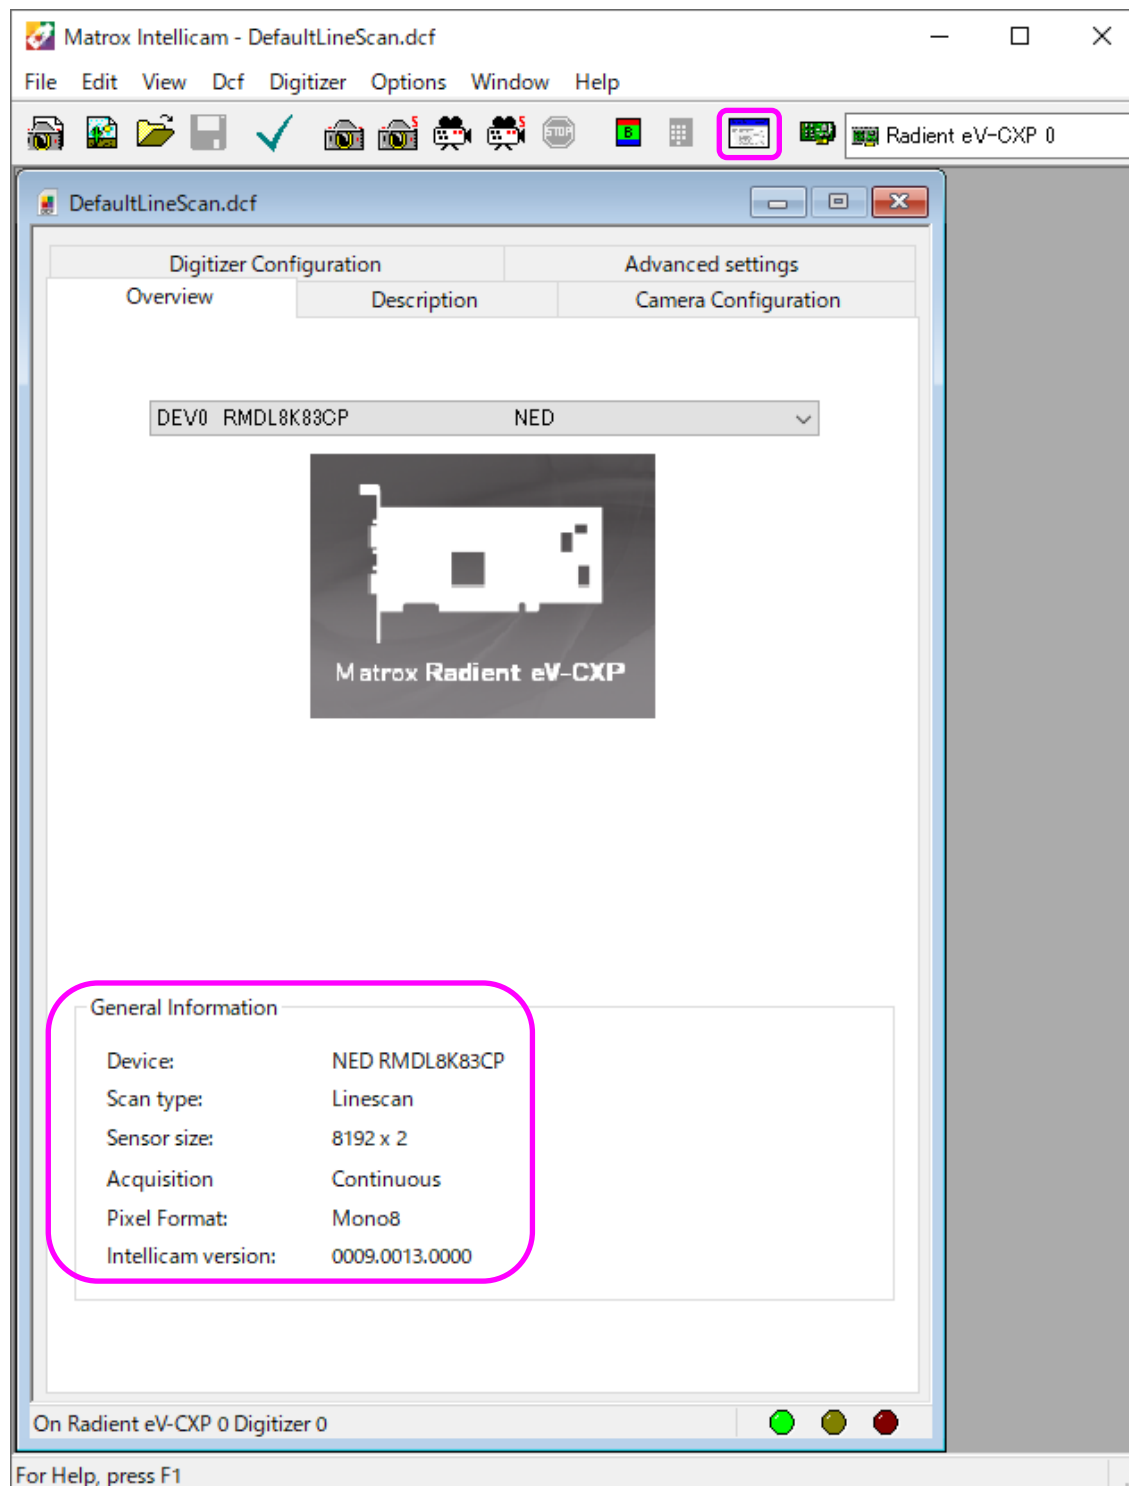 Matrox Intellicam - DefaultLineScan.dcf
File Edit View Dcf Digitizer Options Window Help
S S STOP B Radient eV-CXP 0
DefaultLineScan.dcf
Digitizer Configuration Advanced settings
Overview Description Camera Configuration
DEV0 RMDL8K83CP NED
Matrox Radient eV-CXP
General Information
Device: NED RMDL8K83CP
Scan type: Linescan
Sensor size: 8192 x 2
Acquisition Continuous
Pixel Format: Mono8
Intellicam version: 0009.0013.0000
On Radient eV-CXP 0 Digitizer 0
For Help, press F1